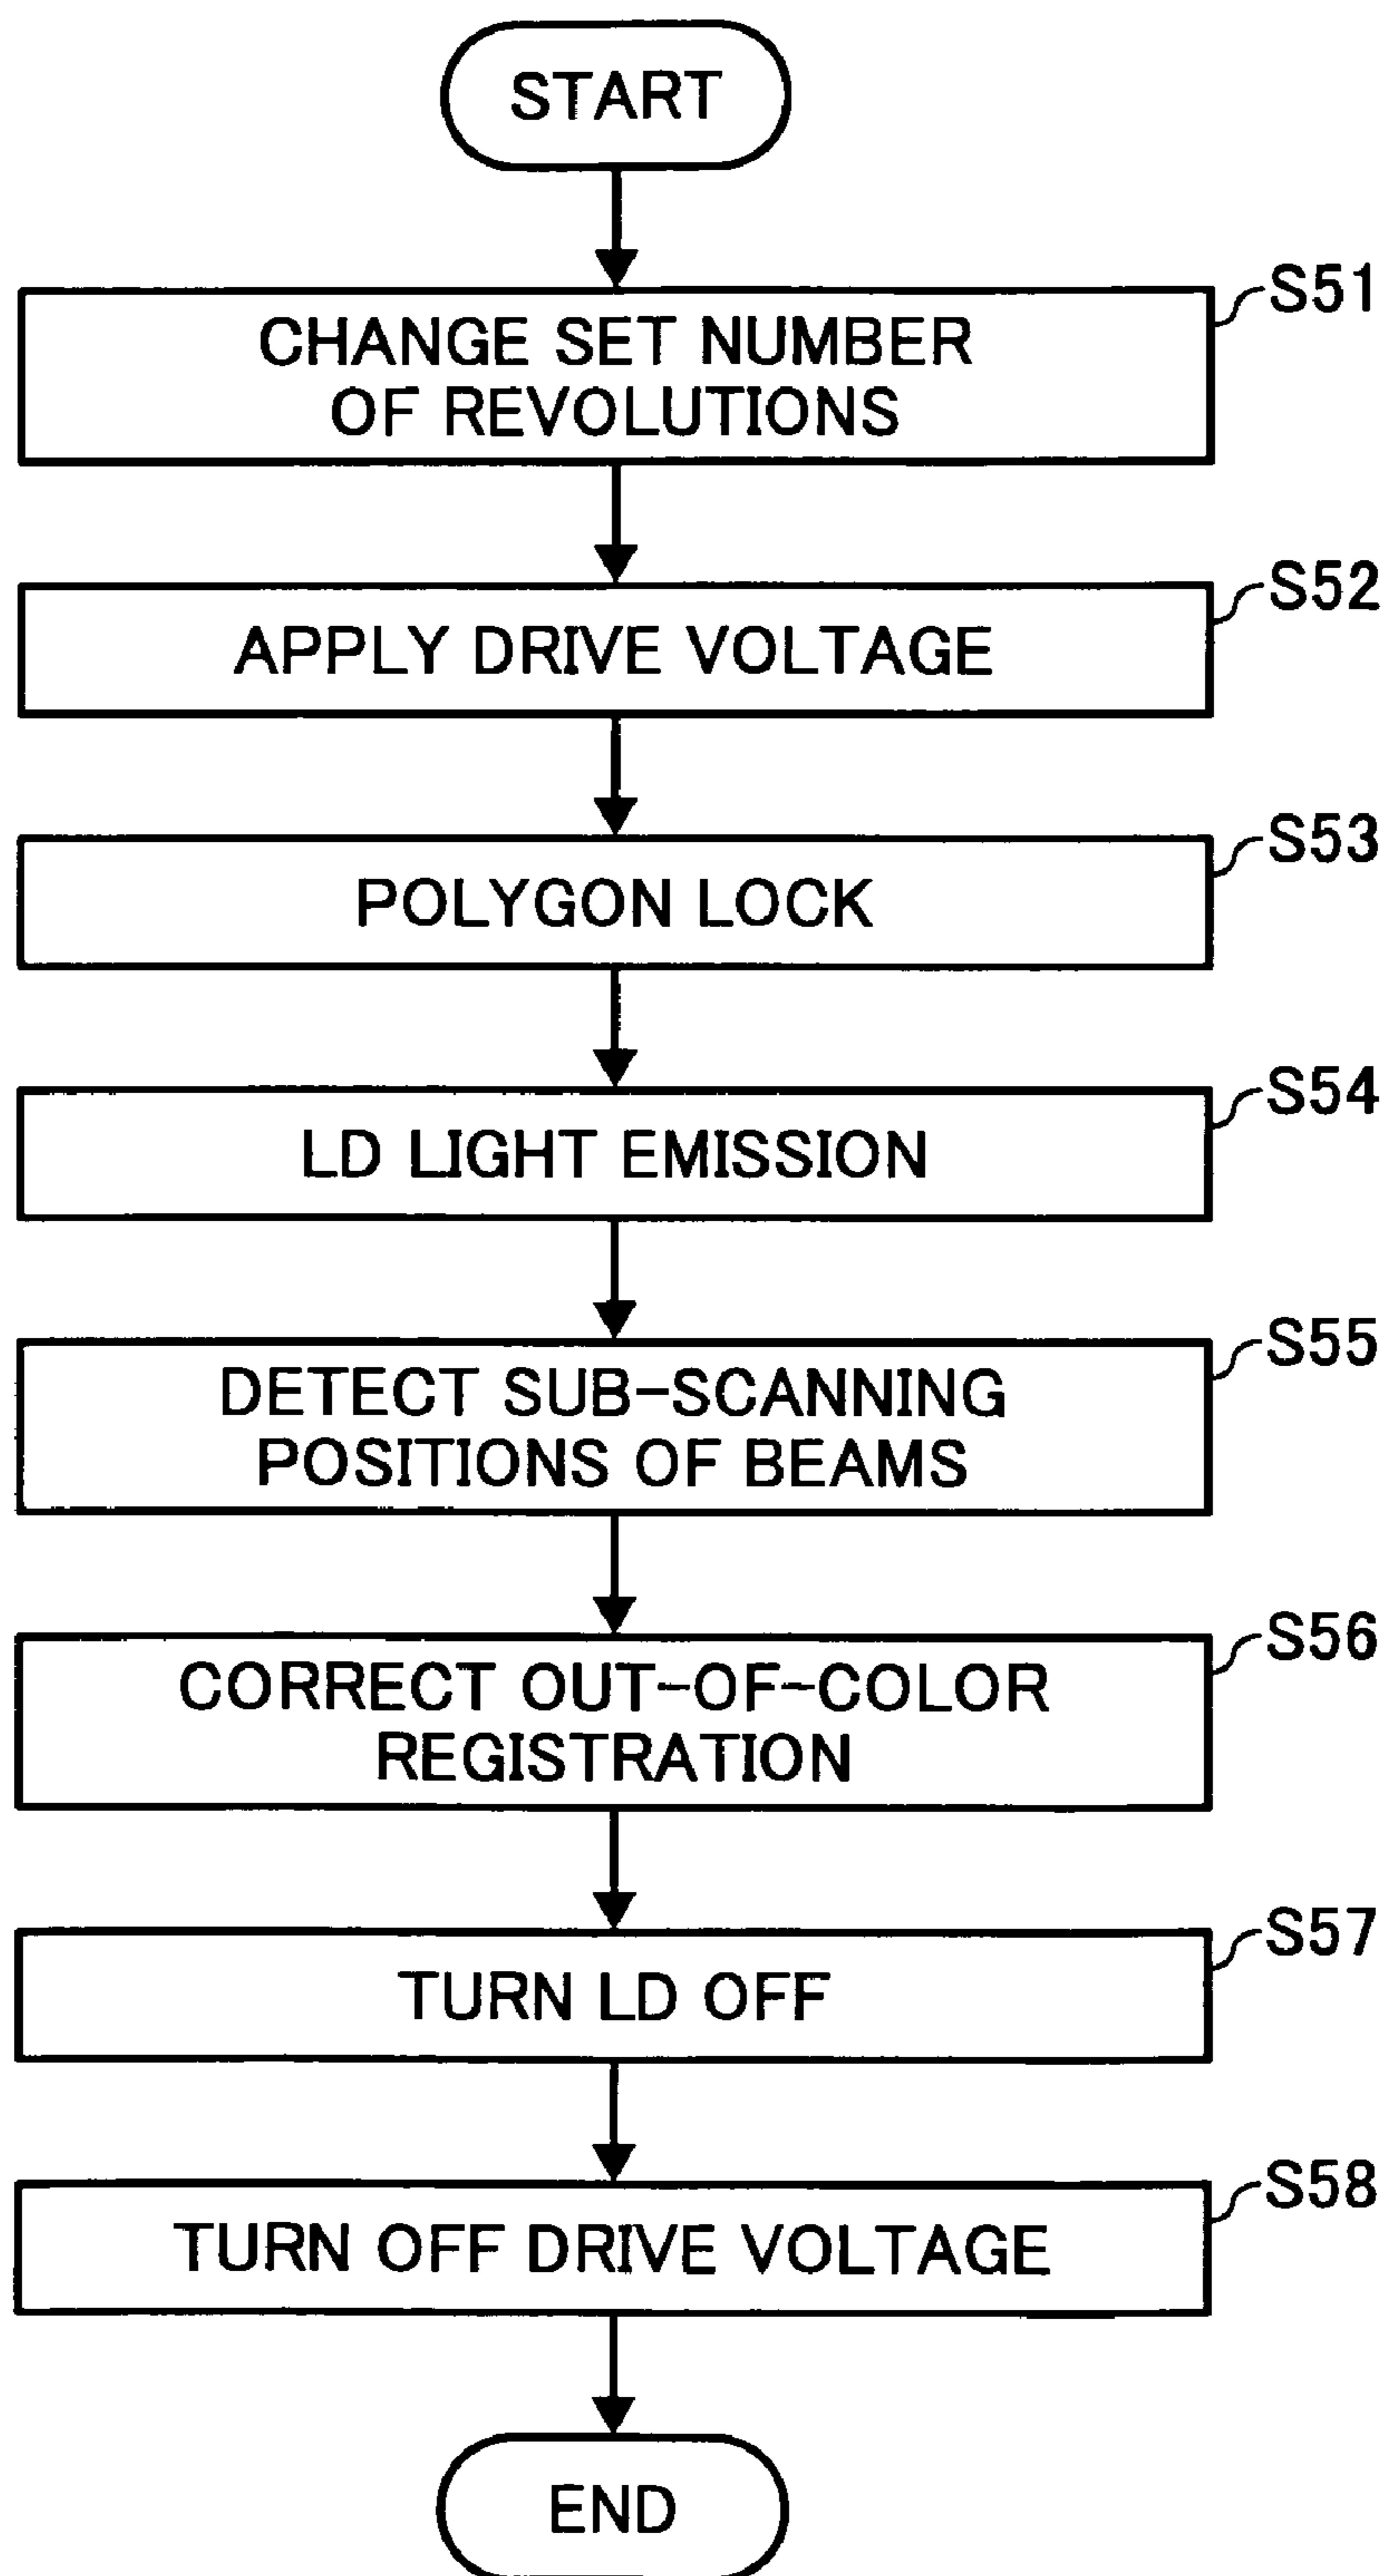 START
S51
CHANGE SET NUMBER
OF REVOLUTIONS
S52
APPLY DRIVE VOLTAGE
S53
POLYGON LOCK
S54
LD LIGHT EMISSION
S55
DETECT SUB-SCANNING
POSITIONS OF BEAMS
S56
CORRECT OUT-OF-COLOR
REGISTRATION
S57
TURN LD OFF
S58
TURN OFF DRIVE VOLTAGE
END